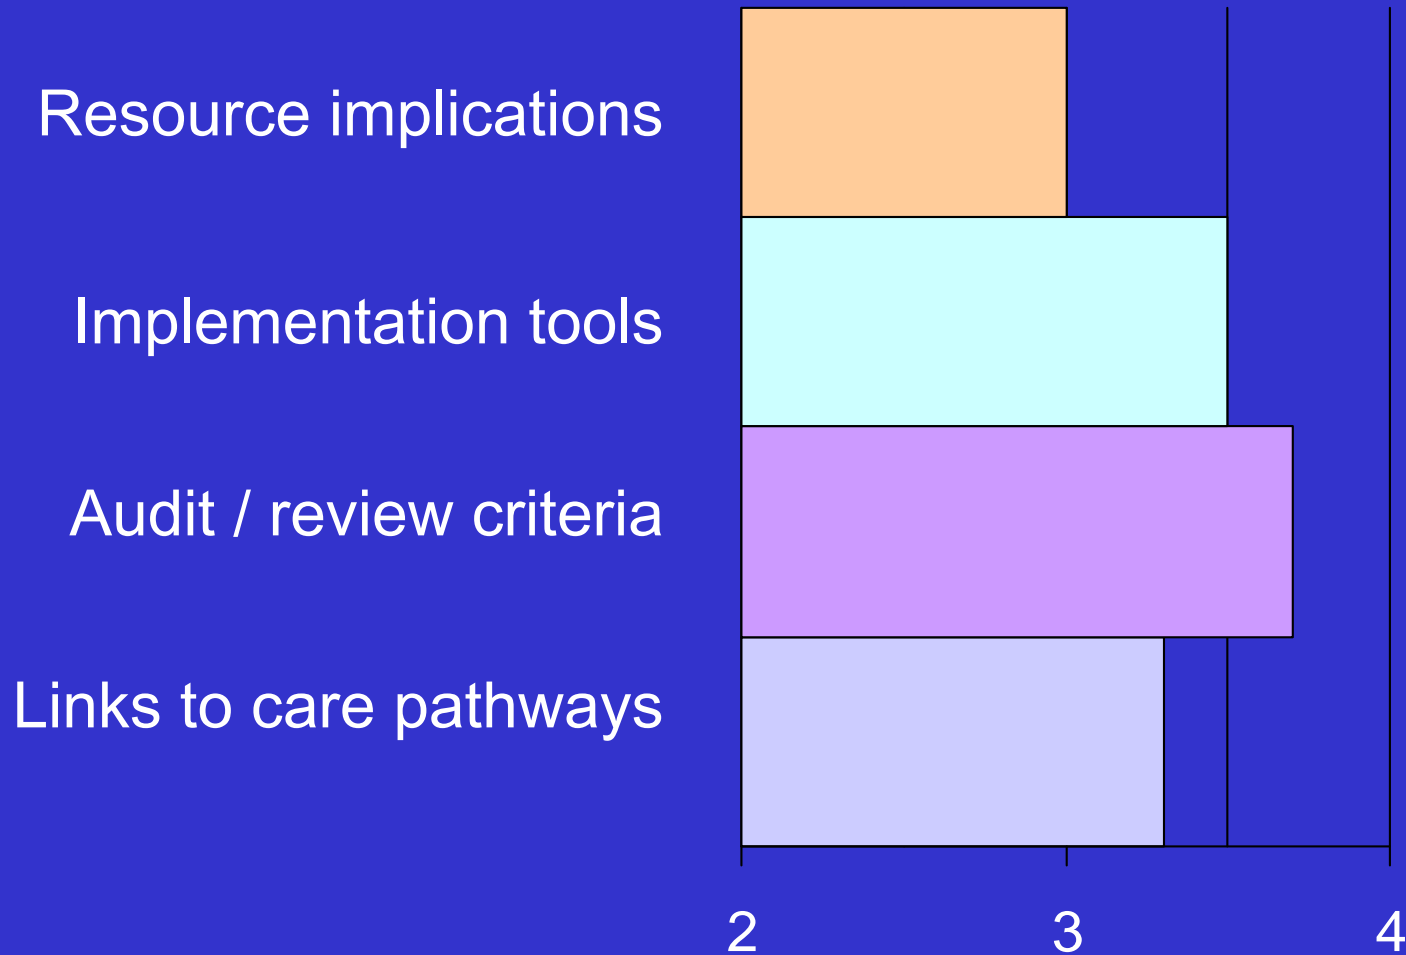 Resource implications
Implementation tools
Audit / review criteria
Links to care pathways
2 3 4